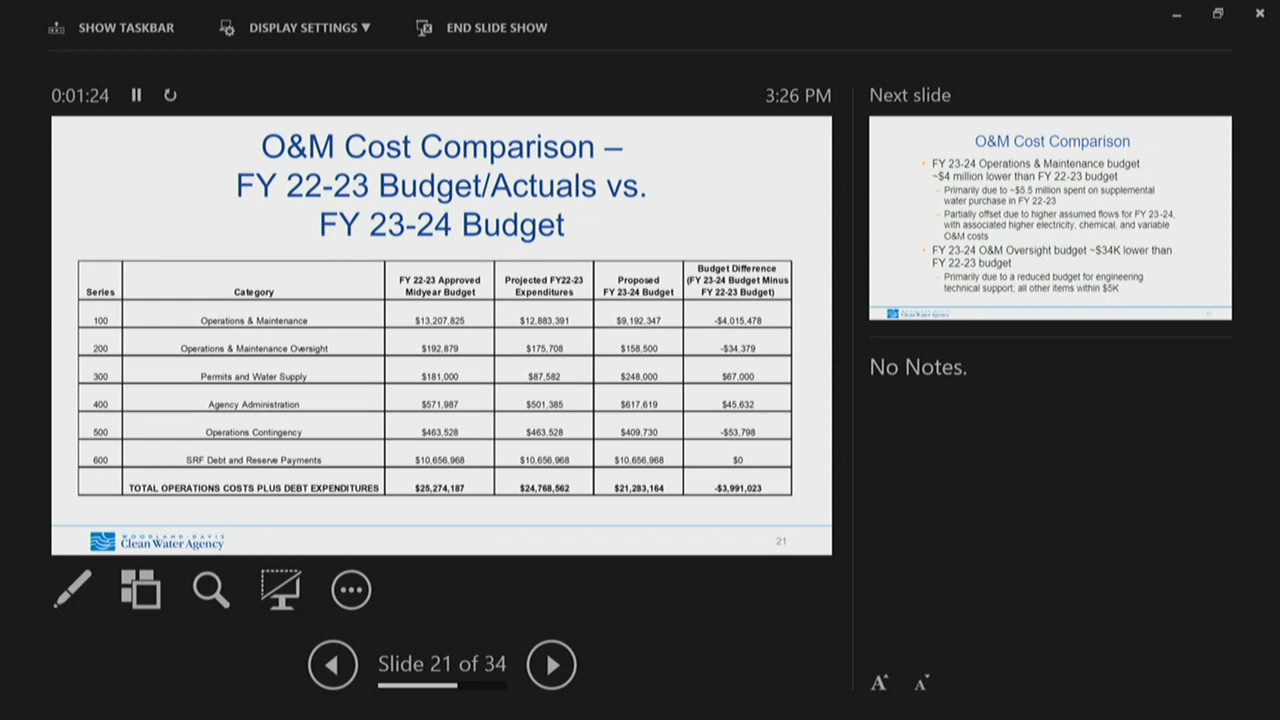 SHOW TASKBAR
DISPLAY SETTINGS ▼
END SLIDE SHOW
0:01:24
3:26 PM
Next slide
O&M Cost Comparison –
FY 22-23 Budget/Actuals vs.
FY 23-24 Budget
Series | Category | FY 22-23 Approved Midyear Budget | Projected FY22-23 Expenditures | Proposed FY 23-24 Budget | Budget Difference (FY 23-24 Budget Minus FY 22-23 Budget)
100 | Operations & Maintenance | $13,207,825 | $12,883,391 | $9,192,347 | -$4,015,478
200 | Operations & Maintenance Oversight | $192,879 | $175,708 | $158,500 | -$34,379
300 | Permits and Water Supply | $181,000 | $87,582 | $248,000 | $67,000
400 | Agency Administration | $571,987 | $501,385 | $617,619 | $45,632
500 | Operations Contingency | $463,528 | $463,528 | $409,730 | -$53,798
600 | SRF Debt and Reserve Payments | $10,656,968 | $10,656,968 | $10,656,968 | $0
TOTAL OPERATIONS COSTS PLUS DEBT EXPENDITURES | $25,274,187 | $24,768,562 | $21,283,164 | -$3,991,023
WOODLAND-DAVIS
Clean Water Agency
21
O&M Cost Comparison
• FY 23-24 Operations & Maintenance budget
~$4 million lower than FY 22-23 budget
– Primarily due to ~$5.5 million spent on supplemental
water purchase in FY 22-23
– Partially offset due to higher assumed flows for FY 23-24,
with associated higher electricity, chemical, and variable
O&M costs
• FY 23-24 O&M Oversight budget ~$34K lower than
FY 22-23 budget
– Primarily due to a reduced budget for engineering
technical support; all other items within $5K
Clean Water Agency
No Notes.
Slide 21 of 34
A A